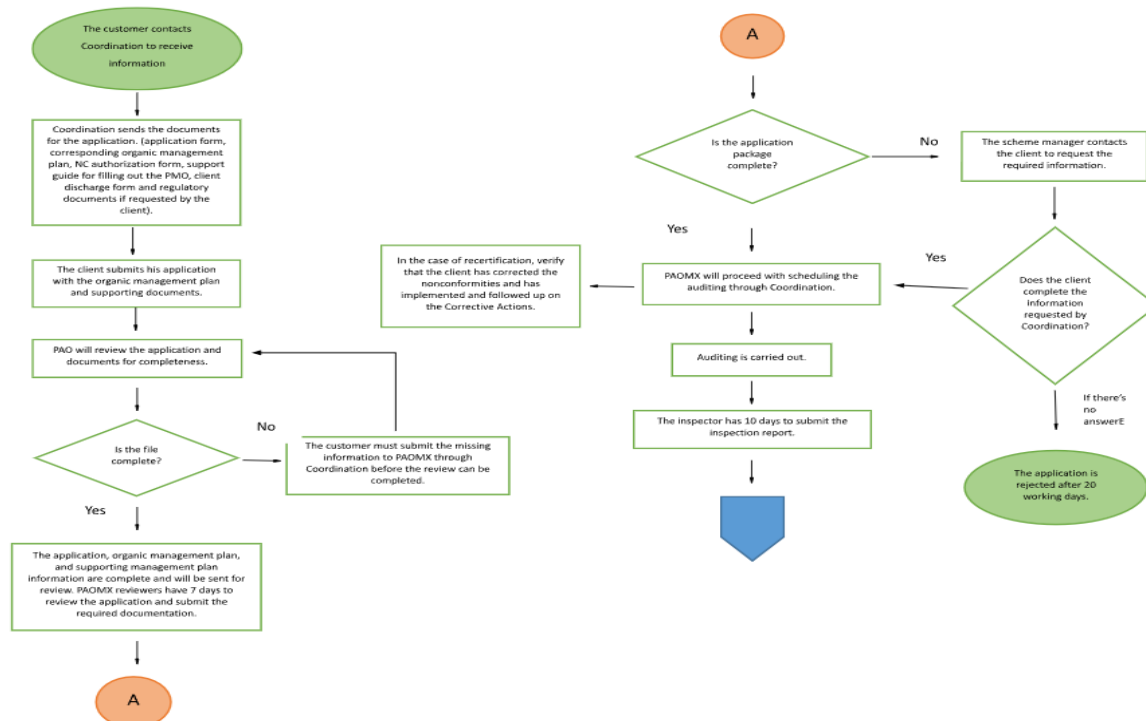 The customer contacts
Coordination to receive
information
Coordination sends the documents
for the application. (application form,
corresponding organic management
plan, NC authorization form, support
guide for filling out the PMO, client
discharge form and regulatory
documents if requested by the
client).
The client submits his application
with the organic management plan
and supporting documents.
PAO will review the application and
documents for completeness.
Is the file
complete?
No
The customer must submit the missing
information to PAOMX through
Coordination before the review can be
completed.
Yes
The application, organic management plan,
and supporting management plan
information are complete and will be sent for
review. PAOMX reviewers have 7 days to
review the application and submit the
required documentation.
A
A
Is the application
package
complete?
No
The scheme manager contacts
the client to request the
required information.
Yes
In the case of recertification, verify
that the client has corrected the
nonconformities and has
implemented and followed up on
the Corrective Actions.
PAOMX will proceed with scheduling the
auditing through Coordination.
Yes
Does the client
complete the
information
requested by
Coordination?
Auditing is carried out.
The inspector has 10 days to submit the
inspection report.
If there's
no
answerE
The application is
rejected after 20
working days.